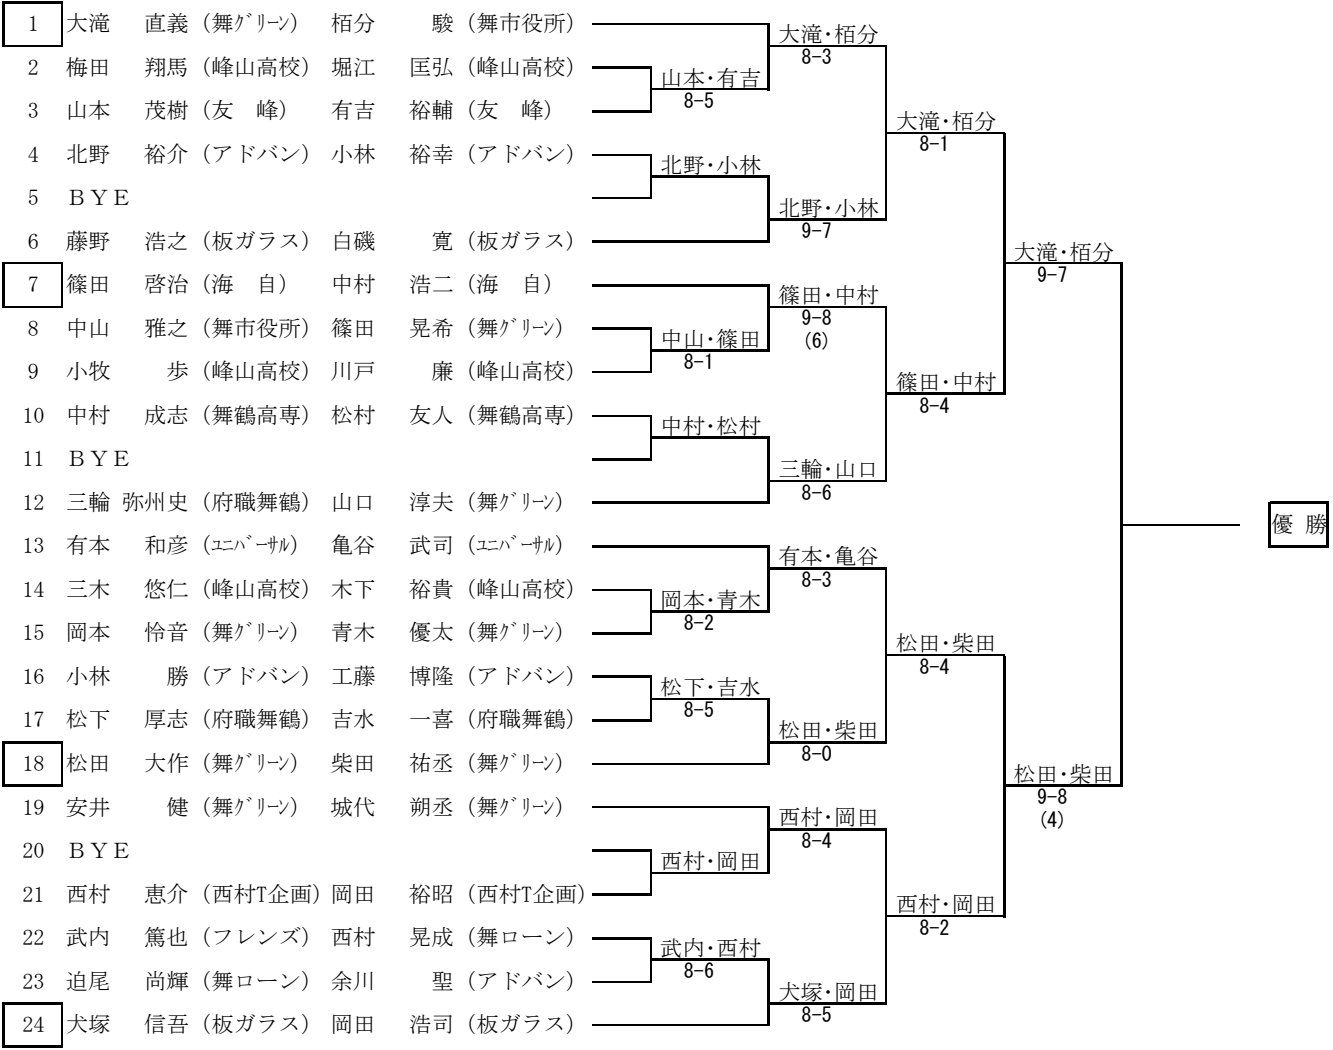 1 大滝 直義 (舞グリーン) 栢分 駿 (舞市役所)
大滝・栢分
8-3
2 梅田 翔馬 (峰山高校) 堀江 匡弘 (峰山高校)
山本・有吉
8-5
3 山本 茂樹 (友 峰) 有吉 裕輔 (友 峰)
大滝・栢分
8-1
4 北野 裕介 (アドバン) 小林 裕幸 (アドバン)
北野・小林
5 ＢＹＥ
北野・小林
9-7
6 藤野 浩之 (板ガラス) 白磯 寛 (板ガラス)
大滝・栢分
9-7
7 篠田 啓治 (海 自) 中村 浩二 (海 自)
篠田・中村
9-8
(6)
8 中山 雅之 (舞市役所) 篠田 晃希 (舞グリーン)
中山・篠田
8-1
9 小牧 歩 (峰山高校) 川戸 廉 (峰山高校)
篠田・中村
8-4
10 中村 成志 (舞鶴高専) 松村 友人 (舞鶴高専)
中村・松村
11 ＢＹＥ
三輪・山口
8-6
12 三輪 弥州史 (府職舞鶴) 山口 淳夫 (舞グリーン)
優 勝
13 有本 和彦 (ユニバーサル) 亀谷 武司 (ユニバーサル)
有本・亀谷
8-3
14 三木 悠仁 (峰山高校) 木下 裕貴 (峰山高校)
岡本・青木
8-2
15 岡本 怜音 (舞グリーン) 青木 優太 (舞グリーン)
松田・柴田
8-4
16 小林 勝 (アドバン) 工藤 博隆 (アドバン)
松下・吉水
8-5
17 松下 厚志 (府職舞鶴) 吉水 一喜 (府職舞鶴)
松田・柴田
8-0
18 松田 大作 (舞グリーン) 柴田 祐丞 (舞グリーン)
松田・柴田
9-8
(4)
19 安井 健 (舞グリーン) 城代 朔丞 (舞グリーン)
西村・岡田
8-4
20 ＢＹＥ
西村・岡田
21 西村 恵介 (西村T企画) 岡田 裕昭 (西村T企画)
西村・岡田
8-2
22 武内 篤也 (フレンズ) 西村 晃成 (舞ローン)
武内・西村
8-6
23 迫尾 尚輝 (舞ローン) 余川 聖 (アドバン)
犬塚・岡田
8-5
24 犬塚 信吾 (板ガラス) 岡田 浩司 (板ガラス)